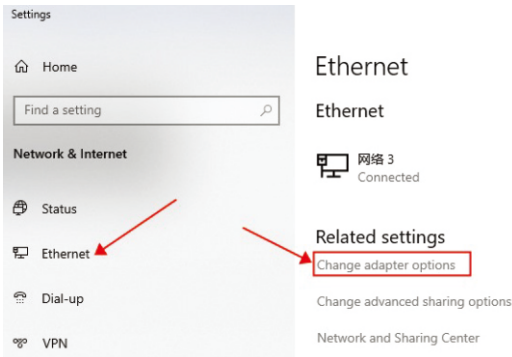 Settings
Home
Find a setting
Network & Internet
Status
Ethernet
Dial-up
VPN
Ethernet
Ethernet
网络 3
Connected
Related settings
Change adapter options
Change advanced sharing options
Network and Sharing Center